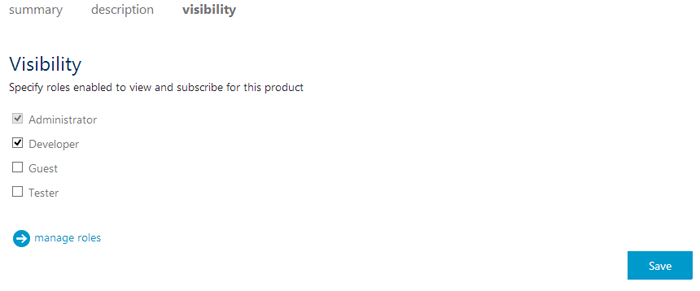 summary description visibility
Visibility
Specify roles enabled to view and subscribe for this product
Administrator
Developer
Guest
Tester
manage roles
Save